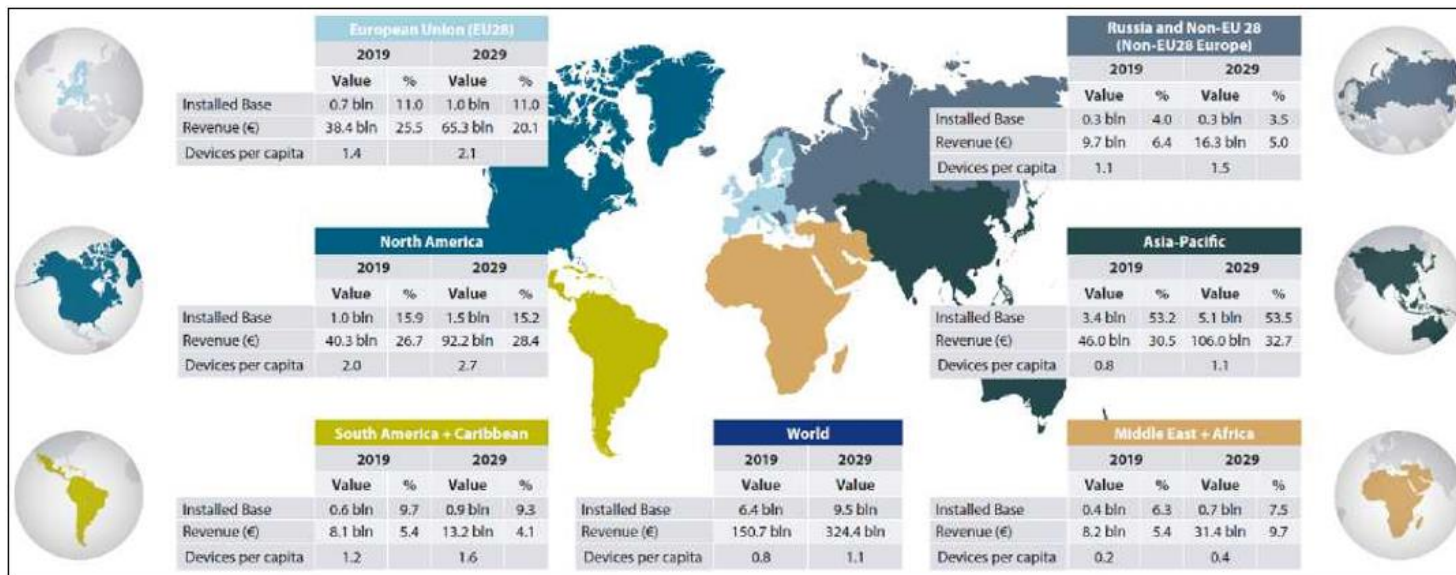 European Union (EU28)
2019 2029
Value % Value %
Installed Base 0.7 bln 11.0 1.0 bln 11.0
Revenue (€) 38.4 bln 25.5 65.3 bln 20.1
Devices per capita 1.4 2.1
Russia and Non-EU 28
(Non-EU28 Europe)
2019 2029
Value % Value %
Installed Base 0.3 bln 4.0 0.3 bln 3.5
Revenue (€) 9.7 bln 6.4 16.3 bln 5.0
Devices per capita 1.1 1.5
North America
2019 2029
Value % Value %
Installed Base 1.0 bln 15.9 1.5 bln 15.2
Revenue (€) 40.3 bln 26.7 92.2 bln 28.4
Devices per capita 2.0 2.7
Asia-Pacific
2019 2029
Value % Value %
Installed Base 3.4 bln 53.2 5.1 bln 53.5
Revenue (€) 46.0 bln 30.5 106.0 bln 32.7
Devices per capita 0.8 1.1
South America + Caribbean
2019 2029
Value % Value %
Installed Base 0.6 bln 9.7 0.9 bln 9.3
Revenue (€) 8.1 bln 5.4 13.2 bln 4.1
Devices per capita 1.2 1.6
World
2019 2029
Value Value
Installed Base 6.4 bln 9.5 bln
Revenue (€) 150.7 bln 324.4 bln
Devices per capita 0.8 1.1
Middle East + Africa
2019 2029
Value % Value %
Installed Base 0.4 bln 6.3 0.7 bln 7.5
Revenue (€) 8.2 bln 5.4 31.4 bln 9.7
Devices per capita 0.2 0.4